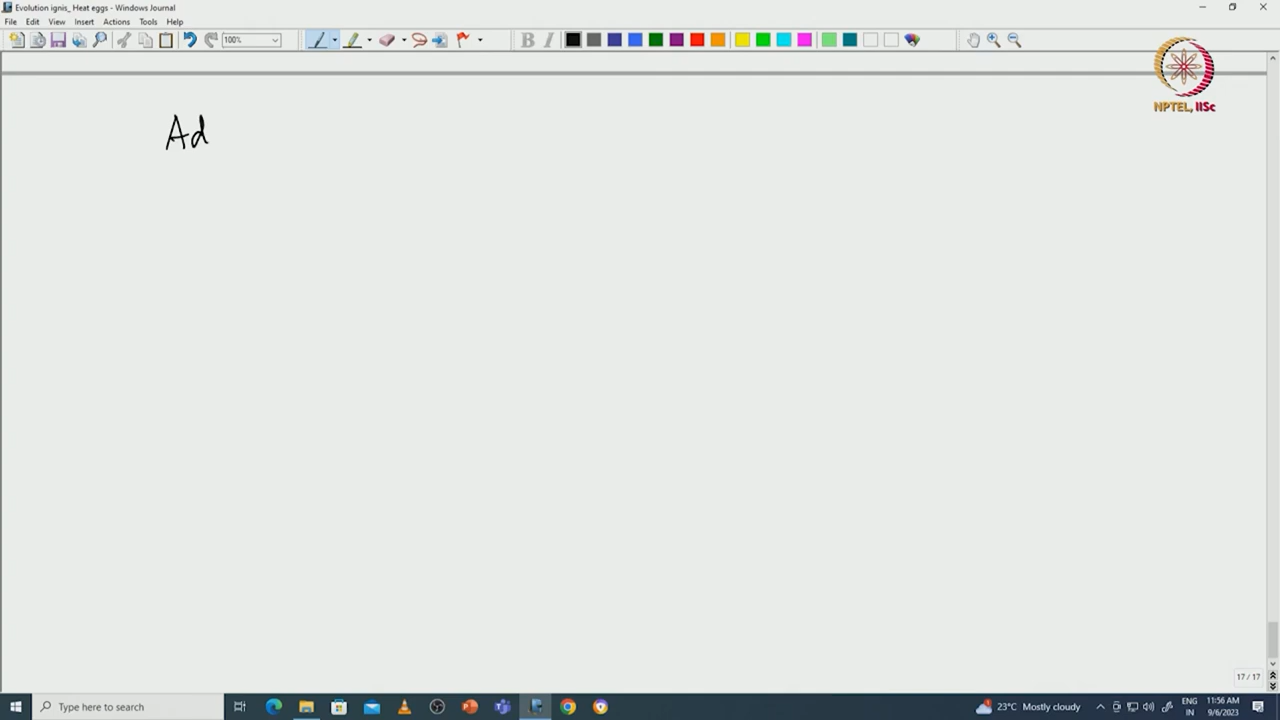 Evolution ignis_ Heat eggs - Windows Journal
File Edit View Insert Actions Tools Help
100%
B I
NPTEL, IISc
Ad
17 / 17
Type here to search
23°C Mostly cloudy
ENG
IN
11:56 AM
9/6/2023